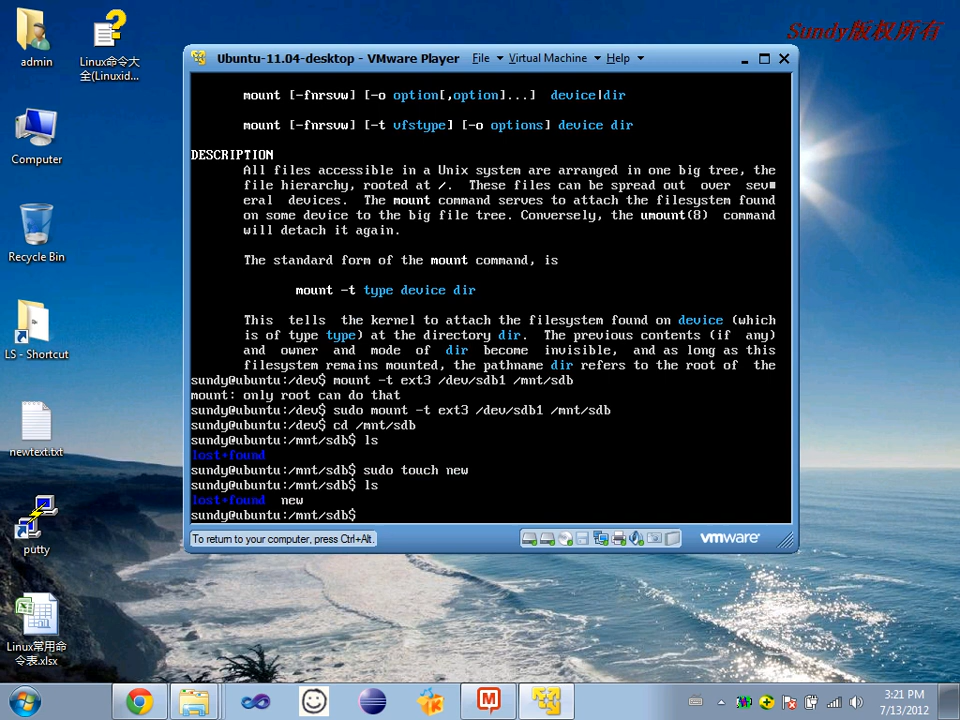 admin
Linux命令大
全(Linuxid...
Sundy版权所有
Computer
Recycle Bin
LS - Shortcut
newtext.txt
putty
Linux常用命
令表.xlsx
Ubuntu-11.04-desktop - VMware Player File Virtual Machine Help
mount [-fnrsvw] [-o option[,option]...] device|dir
mount [-fnrsvw] [-t vfstype] [-o options] device dir
DESCRIPTION
All files accessible in a Unix system are arranged in one big tree, the
file hierarchy, rooted at /. These files can be spread out over sev■
eral devices. The mount command serves to attach the filesystem found
on some device to the big file tree. Conversely, the umount(8) command
will detach it again.
The standard form of the mount command, is
mount -t type device dir
This tells the kernel to attach the filesystem found on device (which
is of type type) at the directory dir. The previous contents (if any)
and owner and mode of dir become invisible, and as long as this
filesystem remains mounted, the pathname dir refers to the root of the
sundy@ubuntu:/dev$ mount -t ext3 /dev/sdb1 /mnt/sdb
mount: only root can do that
sundy@ubuntu:/dev$ sudo mount -t ext3 /dev/sdb1 /mnt/sdb
sundy@ubuntu:/dev$ cd /mnt/sdb
sundy@ubuntu:/mnt/sdb$ ls
lost+found
sundy@ubuntu:/mnt/sdb$ sudo touch new
sundy@ubuntu:/mnt/sdb$ ls
lost+found new
sundy@ubuntu:/mnt/sdb$
To return to your computer, press Ctrl+Alt.
vmware
3:21 PM
7/13/2012